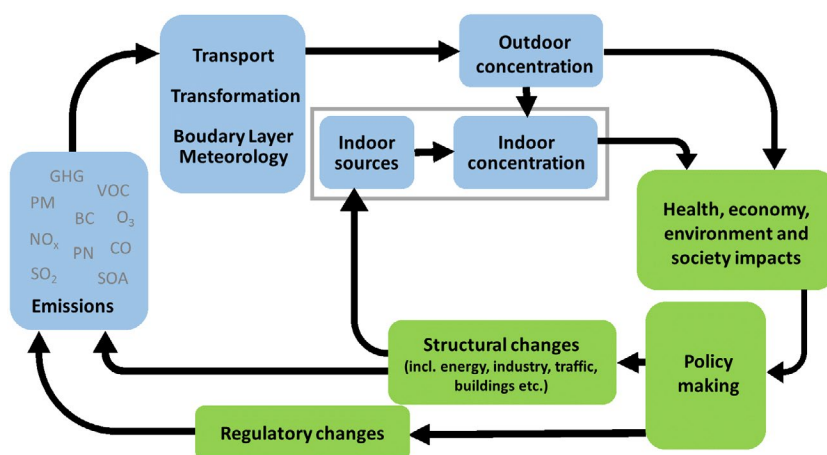 Transport
Transformation
Boudary Layer
Meteorology
Outdoor
concentration
Indoor
sources
Indoor
concentration
GHG
VOC
PM
BC
O₃
NOₓ
PN
CO
SO₂
SOA
Emissions
Health, economy,
environment and
society impacts
Structural changes
(incl. energy, industry, traffic,
buildings etc.)
Policy
making
Regulatory changes